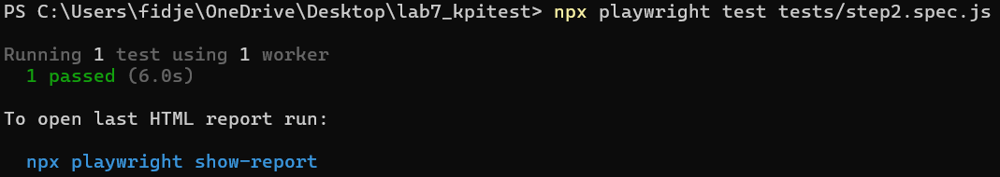 PS C:\Users\fidje\OneDrive\Desktop\lab7_kpitest> npx playwright test tests/step2.spec.js
Running 1 test using 1 worker
1 passed (6.0s)
To open last HTML report run:
npx playwright show-report